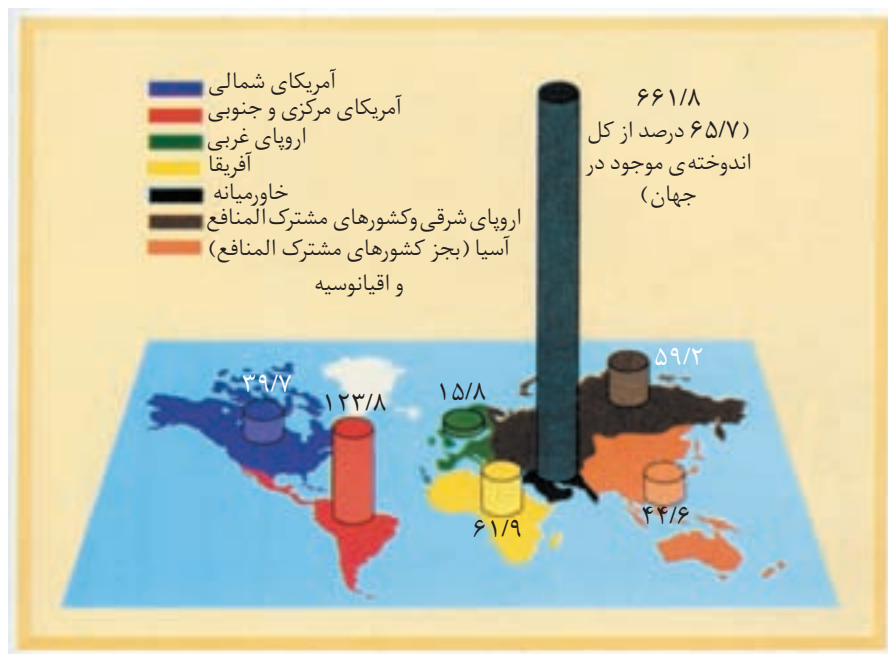 آمریکای شمالی
آمریکای مرکزی و جنوبی
اروپای غربی
آفریقا
خاورمیانه
اروپای شرقی وکشورهای مشترک المنافع
آسیا (بجز کشورهای مشترک المنافع)
و اقیانوسیه
۶۶۱/۸
(۶۵/۷ درصد از کل
اندوخته‌ی موجود در
جهان)
۵۹/۲
۳۹/۷
۱۲۳/۸
۱۵/۸
۶۱/۹
۴۴/۶